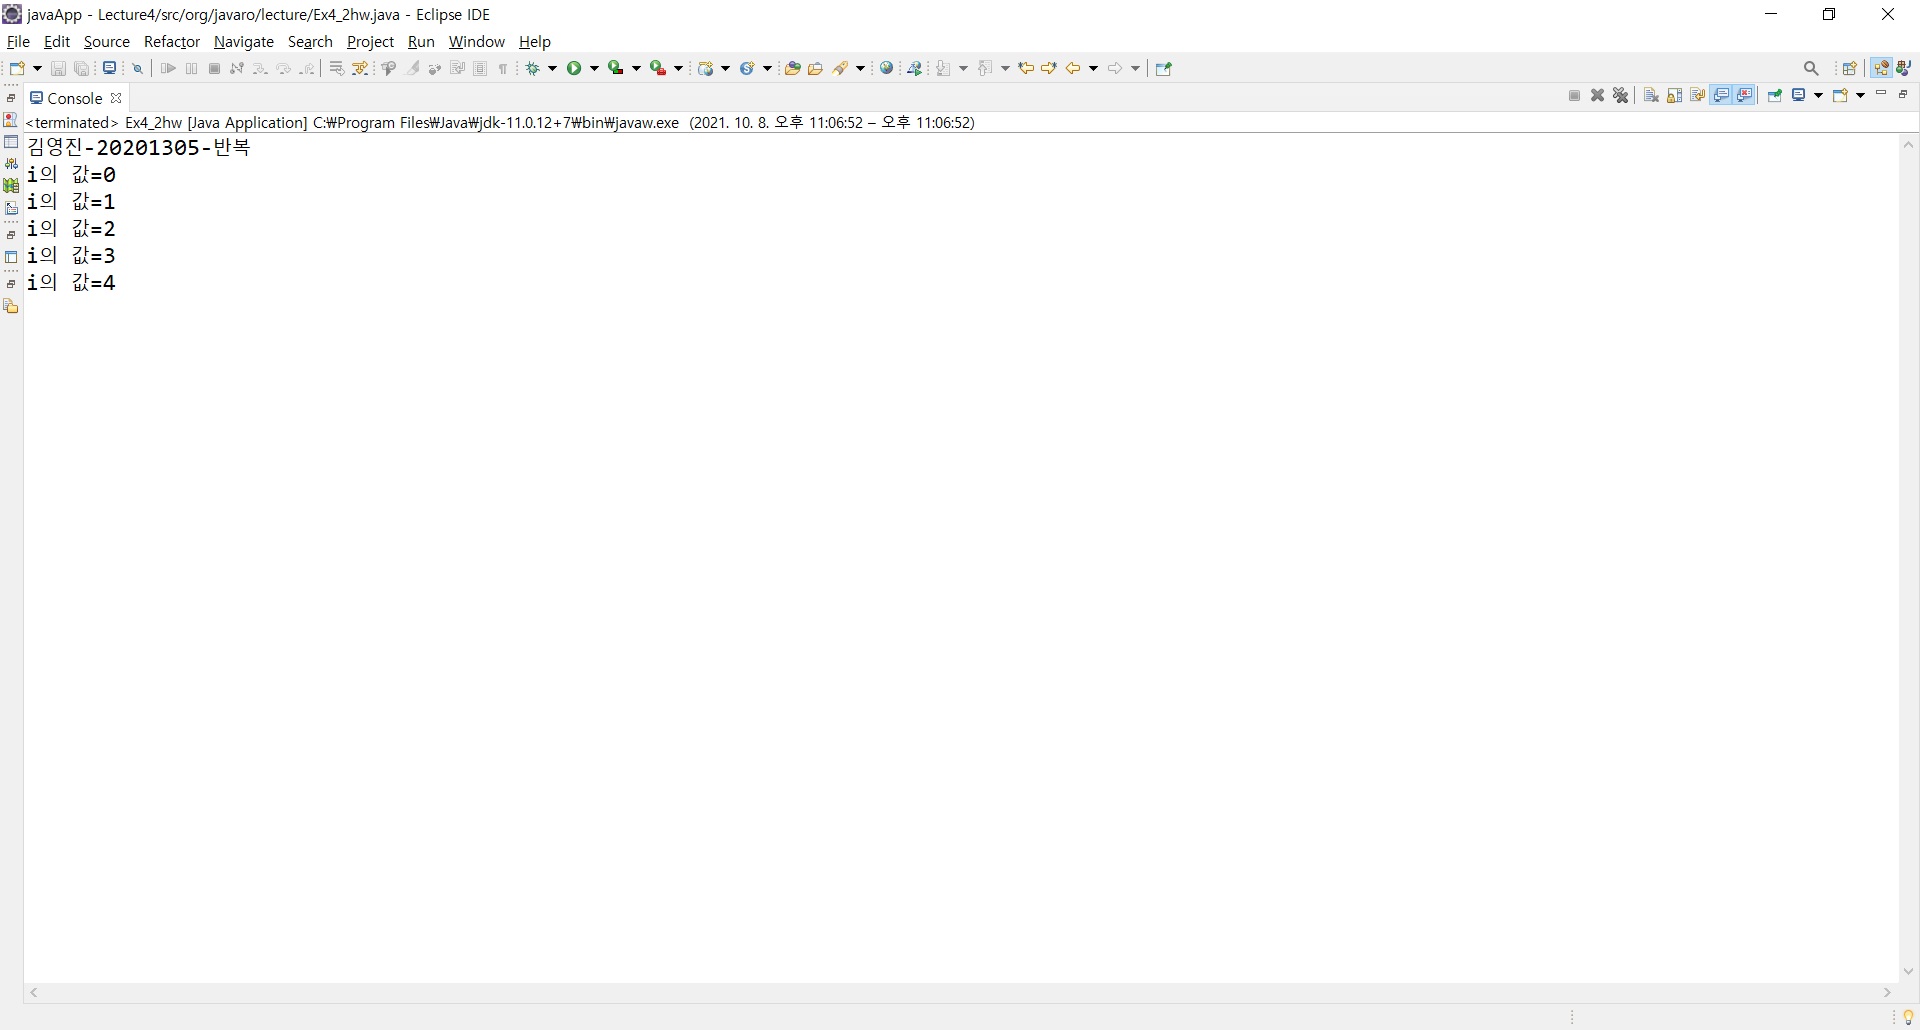 javaApp - Lecture4/src/org/javaro/lecture/Ex4_2hw.java - Eclipse IDE
File Edit Source Refactor Navigate Search Project Run Window Help
Console
<terminated> Ex4_2hw [Java Application] C:₩Program Files₩Java₩jdk-11.0.12+7₩bin₩javaw.exe (2021. 10. 8. 오후 11:06:52 – 오후 11:06:52)
김영진-20201305-반복
i의 값=0
i의 값=1
i의 값=2
i의 값=3
i의 값=4